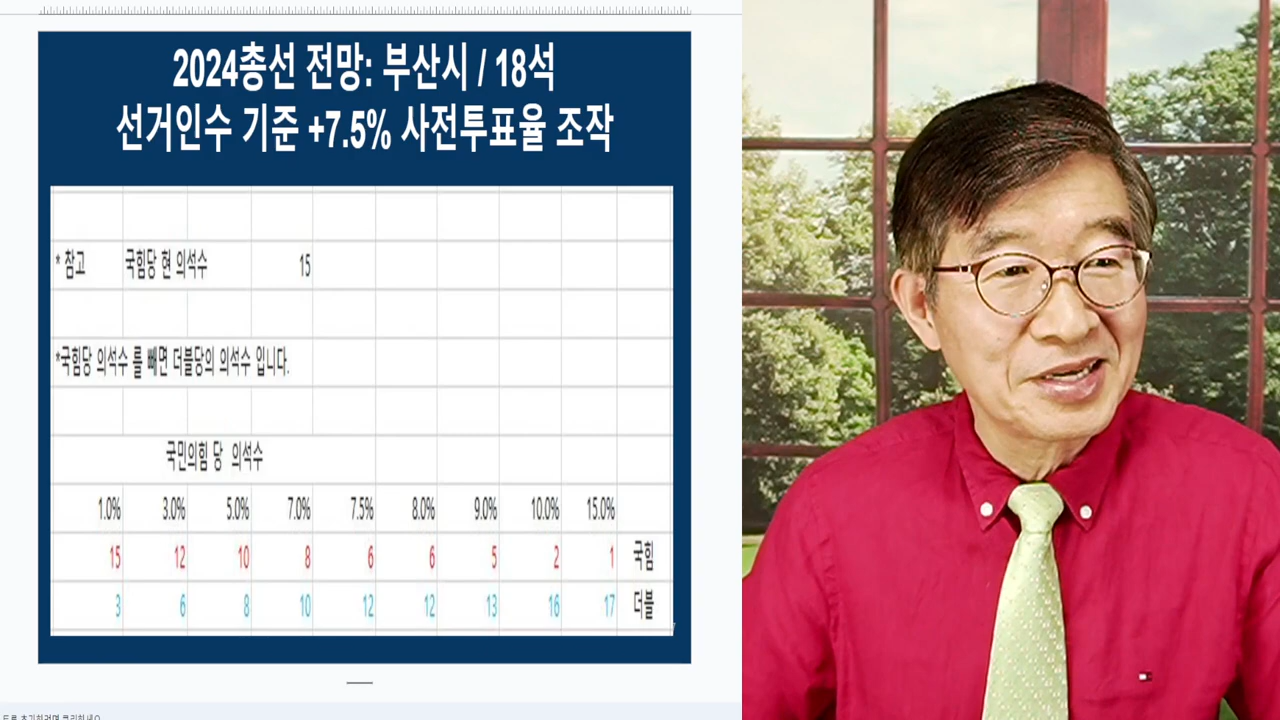 2024총선 전망: 부산시 / 18석
선거인수 기준 +7.5% 사전투표율 조작
* 참고 국힘당 현 의석수 15
*국힘당 의석수 를 빼면 더블당의 의석수 입니다.
국민의힘 당 의석수
1.0% 3.0% 5.0% 7.0% 7.5% 8.0% 9.0% 10.0% 15.0%
15 12 10 8 6 6 5 2 1 국힘
3 6 8 10 12 12 13 16 17 더블